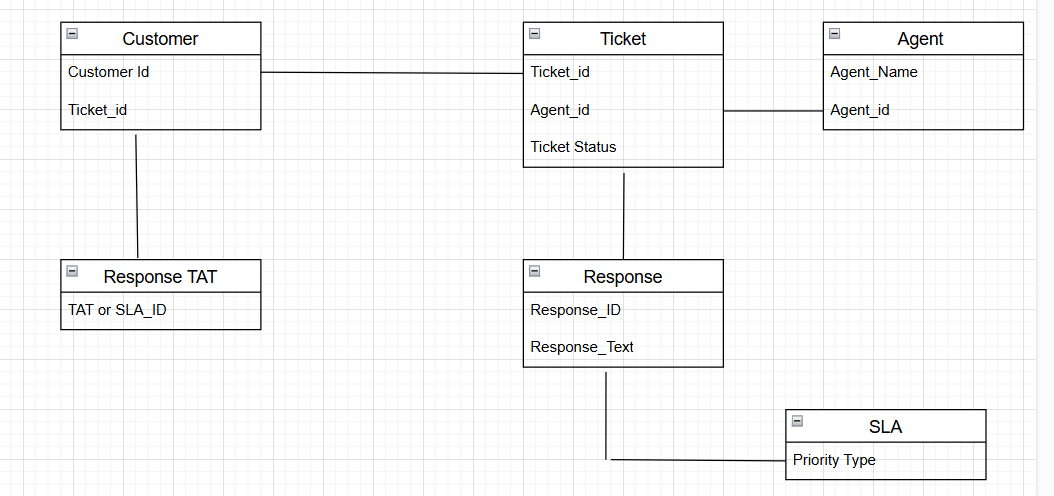 Customer
Customer Id
Ticket_id
Ticket
Ticket_id
Agent_id
Ticket Status
Agent
Agent_Name
Agent_id
Response TAT
TAT or SLA_ID
Response
Response_ID
Response_Text
SLA
Priority Type